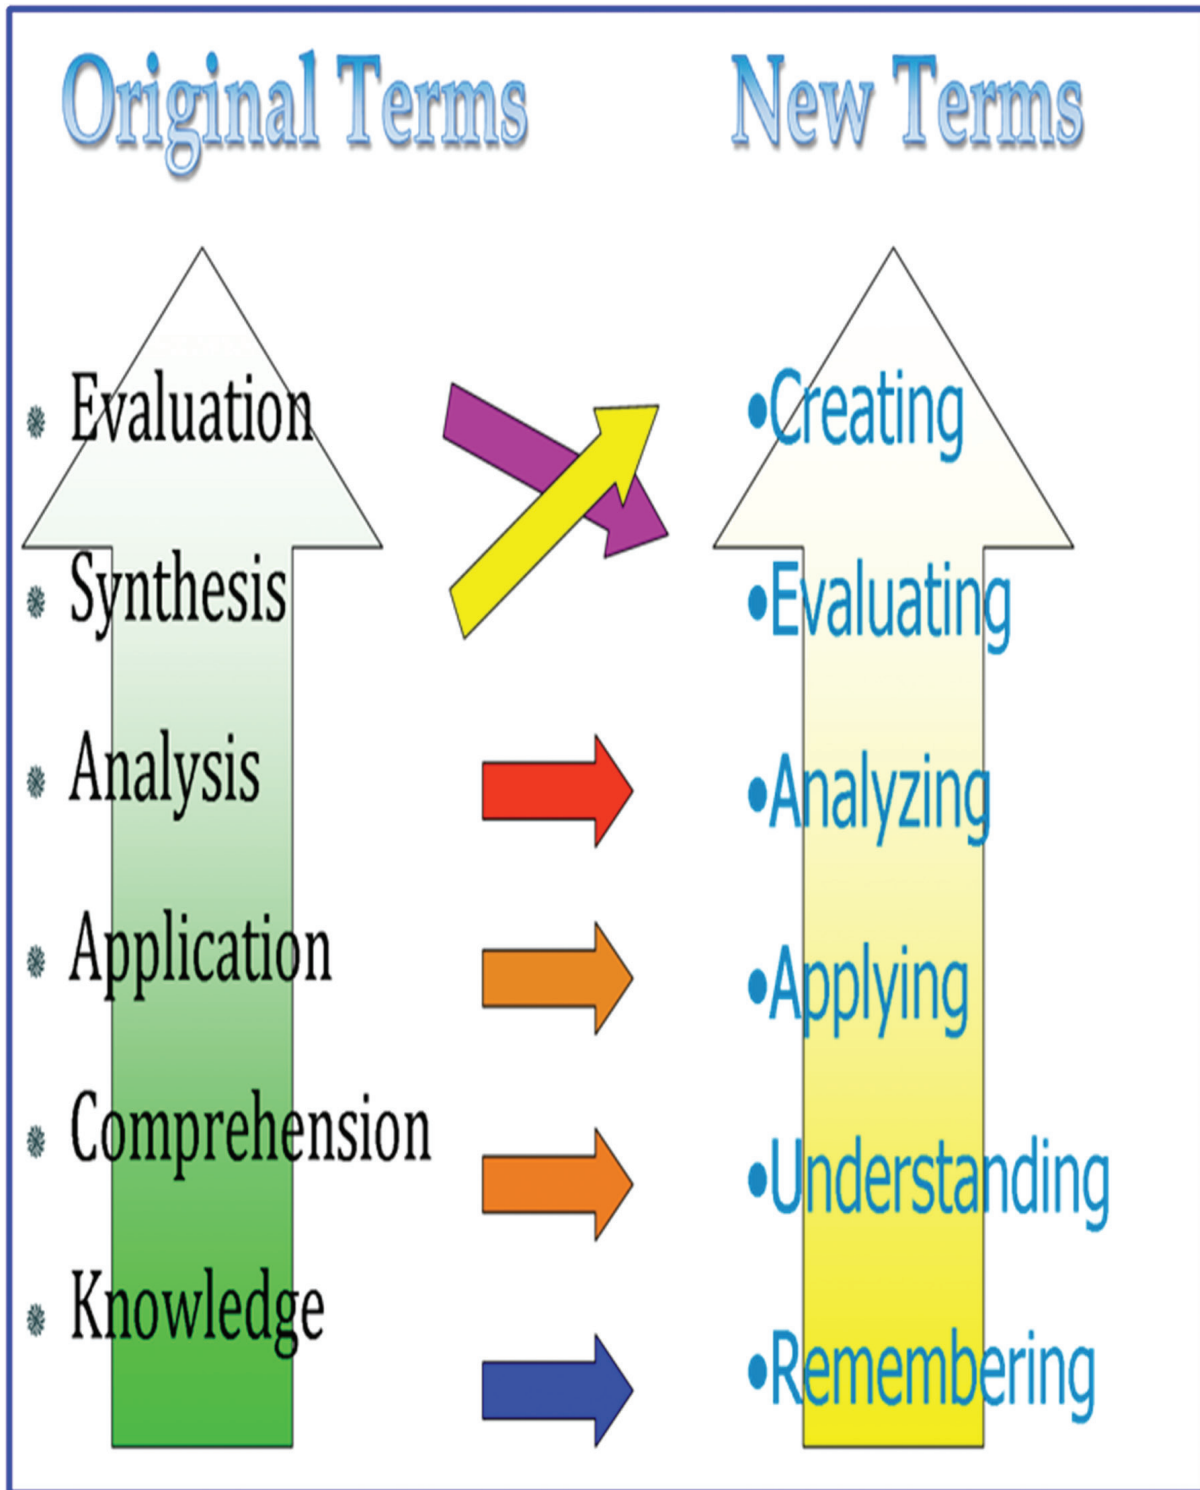 Original Terms
New Terms
Evaluation
Synthesis
Analysis
Application
Comprehension
Knowledge
•Creating
•Evaluating
•Analyzing
•Applying
•Understanding
•Remembering